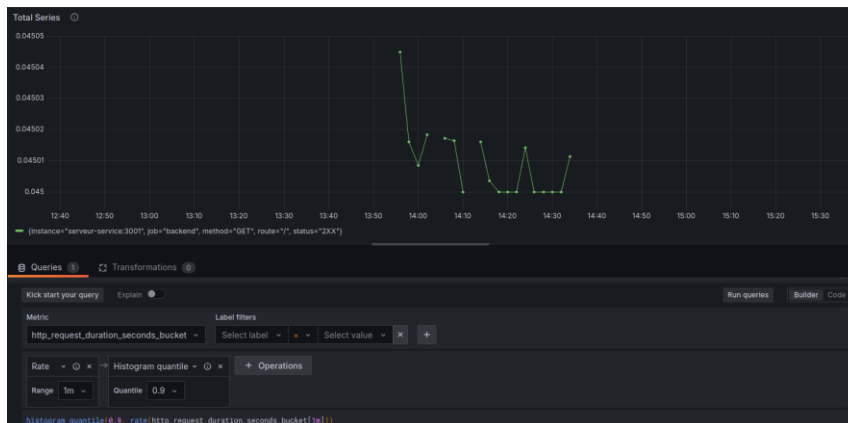 Total Series
0.04505
0.04504
0.04503
0.04502
0.04501
0.045
12:40 12:50 13:00 13:10 13:20 13:30 13:40 13:50 14:00 14:10 14:20 14:30 14:40 14:50 15:00 15:10 15:20 15:30
{instance="serveur-service:3001", job="backend", method="GET", route="/", status="2XX"}
Queries 1 Transformations 0
Kick start your query Explain Run queries Builder Code
Metric Label filters
http_request_duration_seconds_bucket Select label = Select value × +
Rate × → Histogram quantile × + Operations
Range 1m Quantile 0.9
histogram_quantile(0.9, rate(http_request_duration_seconds_bucket[1m]))